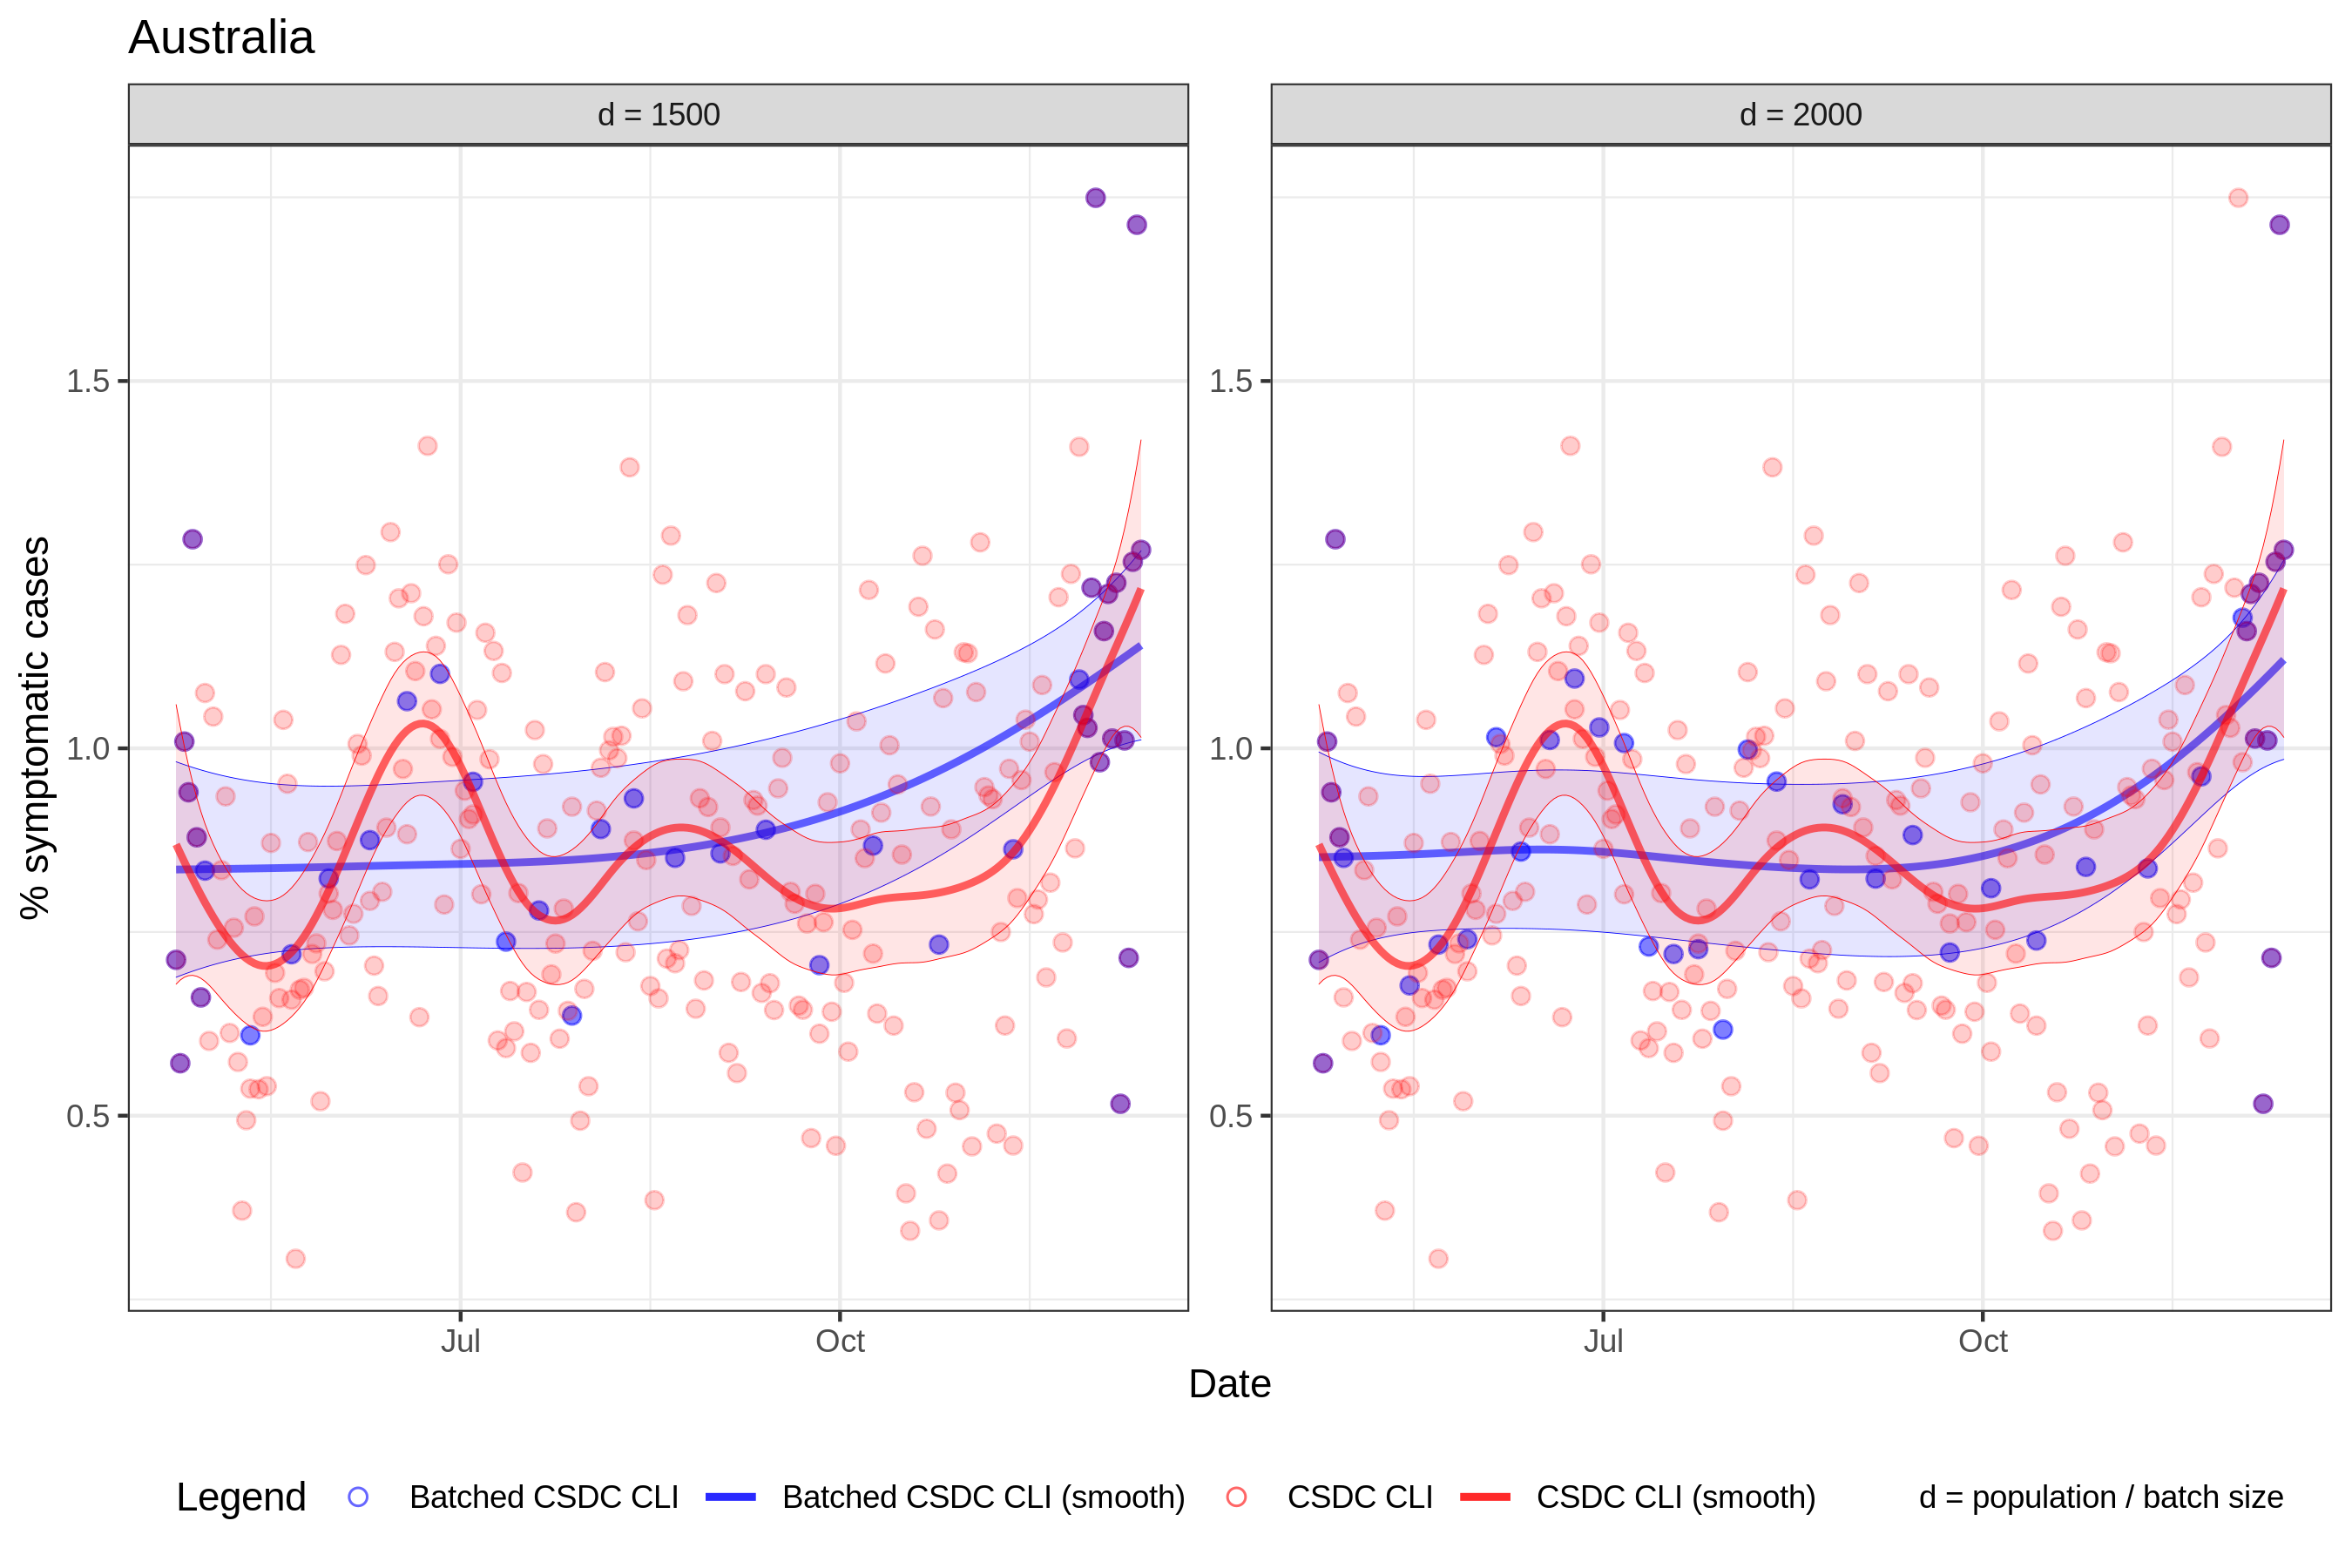 Australia
d = 1500
d = 2000
% symptomatic cases
1.5
1.0
0.5
1.5
1.0
0.5
Jul
Oct
Jul
Oct
Date
Legend
Batched CSDC CLI
Batched CSDC CLI (smooth)
CSDC CLI
CSDC CLI (smooth)
d = population / batch size